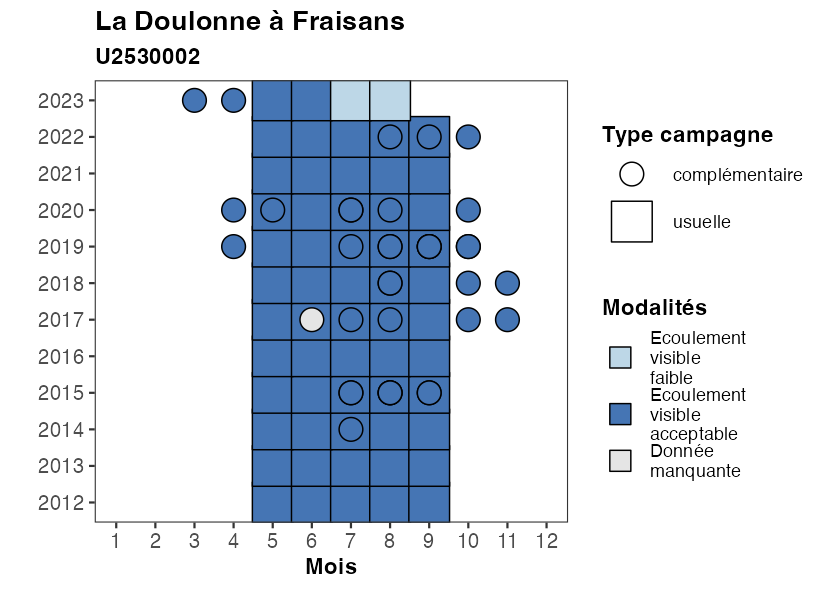 La Doulonne à Fraisans
U2530002
2023
2022
2021
2020
2019
2018
2017
2016
2015
2014
2013
2012
1 2 3 4 5 6 7 8 9 10 11 12
Mois
Type campagne
complémentaire
usuelle
Modalités
Ecoulement
visible
faible
Ecoulement
visible
acceptable
Donnée
manquante